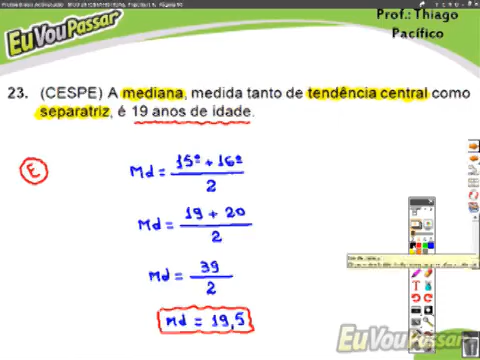 Prof.: Thiago
Pacífico
EuVouPassar
23. (CESPE) A mediana, medida tanto de tendência central como
separatriz, é 19 anos de idade.
E
Md = 15º + 16º
2
Md = 19 + 20
2
Md = 39
2
Md = 19,5
EuVouPassar